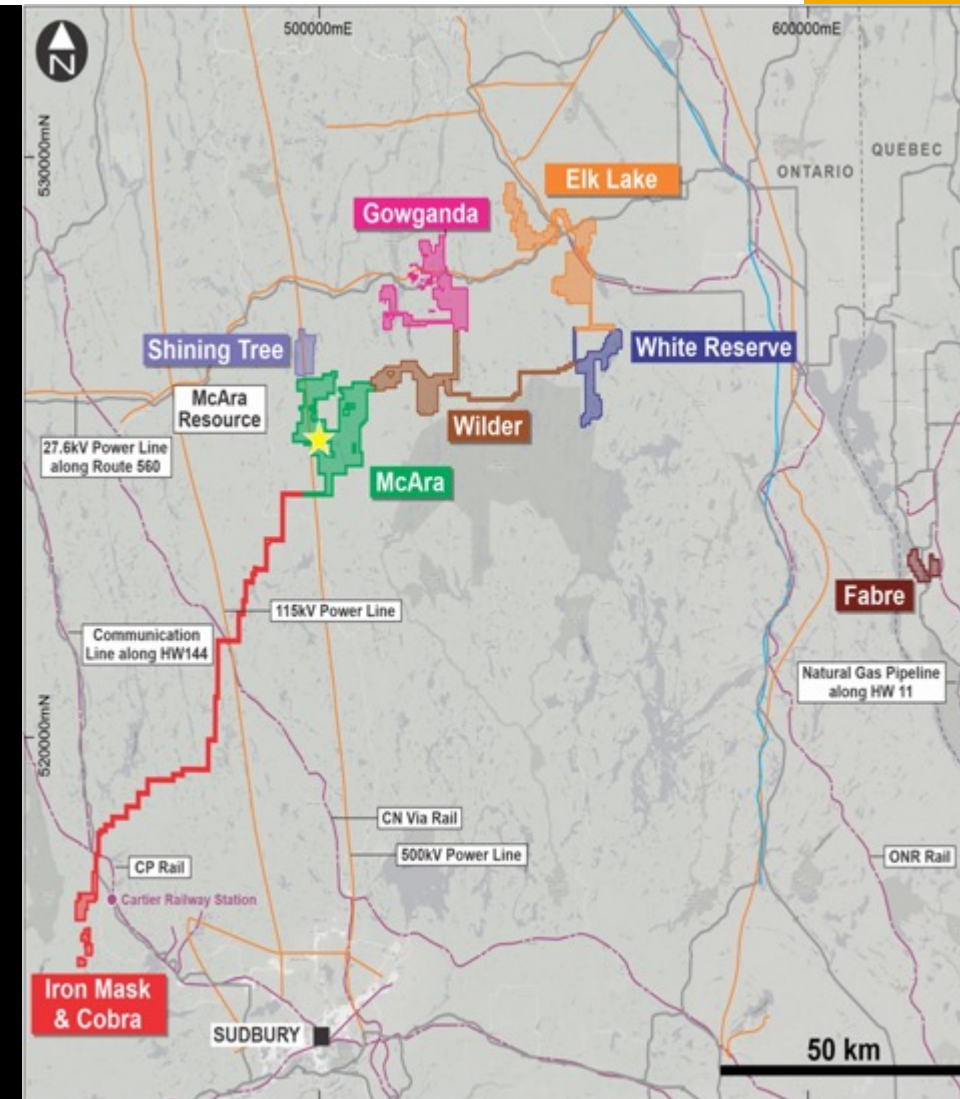 500000mE
600000mE
N
530000mN
QUEBEC
ONTARIO
Elk Lake
Gowganda
Shining Tree
White Reserve
McAra
Resource
Wilder
27.6kV Power Line
along Route 560
McAra
Fabre
115kV Power Line
Communication
Line along HW144
Natural Gas Pipeline
along HW 11
520000mN
CN Via Rail
500kV Power Line
ONR Rail
CP Rail
Cartier Railway Station
Iron Mask
& Cobra
SUDBURY
50 km